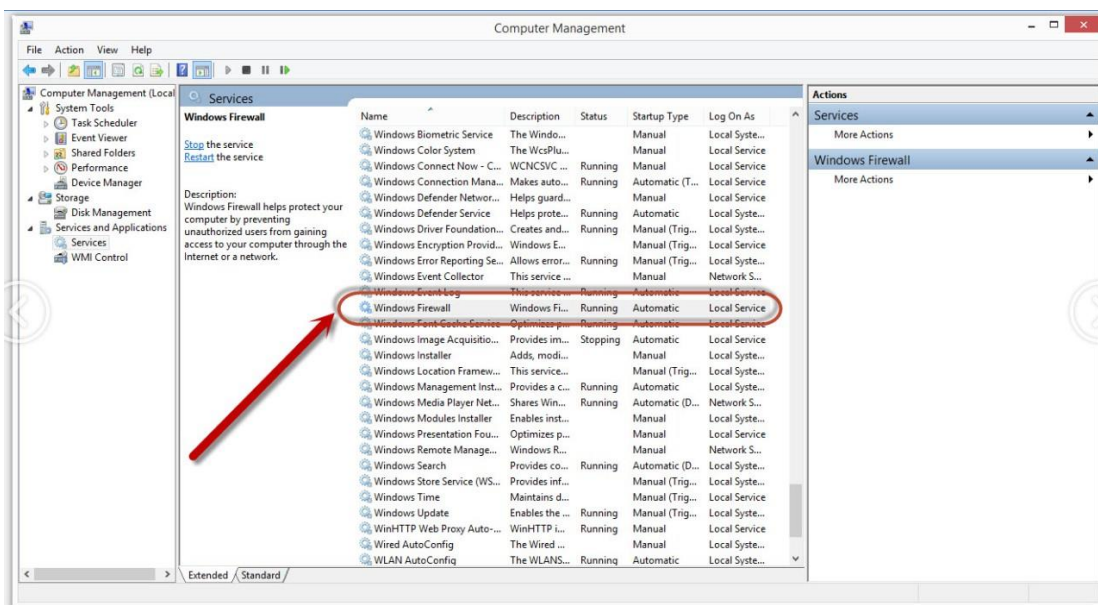 Computer Management
File Action View Help
Computer Management (Local
System Tools
Task Scheduler
Event Viewer
Shared Folders
Performance
Device Manager
Storage
Disk Management
Services and Applications
Services
WMI Control
Services
Windows Firewall
Stop the service
Restart the service
Description:
Windows Firewall helps protect your
computer by preventing
unauthorized users from gaining
access to your computer through the
Internet or a network.
Name Description Status Startup Type Log On As
Windows Biometric Service The Windo... Manual Local Syste...
Windows Color System The WcsPlu... Manual Local Service
Windows Connect Now - C... WCNCSVC ... Running Manual Local Service
Windows Connection Mana... Makes auto... Running Automatic (T... Local Service
Windows Defender Networ... Helps guard... Manual Local Service
Windows Defender Service Helps prote... Running Automatic Local Syste...
Windows Driver Foundation... Creates and... Running Manual (Trig... Local Syste...
Windows Encryption Provid... Windows E... Manual (Trig... Local Service
Windows Error Reporting Se... Allows error... Running Manual (Trig... Local Syste...
Windows Event Collector This service ... Manual Network S...
Windows Event Log This service ... Running Automatic Local Service
Windows Firewall Windows Fi... Running Automatic Local Service
Windows Font Cache Service Optimizes p... Running Automatic Local Service
Windows Image Acquisitio... Provides im... Stopping Automatic Local Service
Windows Installer Adds, modi... Manual Local Syste...
Windows Location Framew... This service... Manual (Trig... Local Syste...
Windows Management Inst... Provides a c... Running Automatic Local Syste...
Windows Media Player Net... Shares Win... Running Automatic (D... Network S...
Windows Modules Installer Enables inst... Manual Local Syste...
Windows Presentation Fou... Optimizes p... Manual Local Service
Windows Remote Manage... Windows R... Manual Network S...
Windows Search Provides co... Running Automatic (D... Local Syste...
Windows Store Service (WS... Provides inf... Manual (Trig... Local Syste...
Windows Time Maintains d... Manual (Trig... Local Service
Windows Update Enables the ... Running Manual (Trig... Local Syste...
WinHTTP Web Proxy Auto-... WinHTTP i... Running Manual Local Service
Wired AutoConfig The Wired ... Manual Local Syste...
WLAN AutoConfig The WLANS... Running Automatic Local Syste...
Extended Standard
Actions
Services
More Actions
Windows Firewall
More Actions